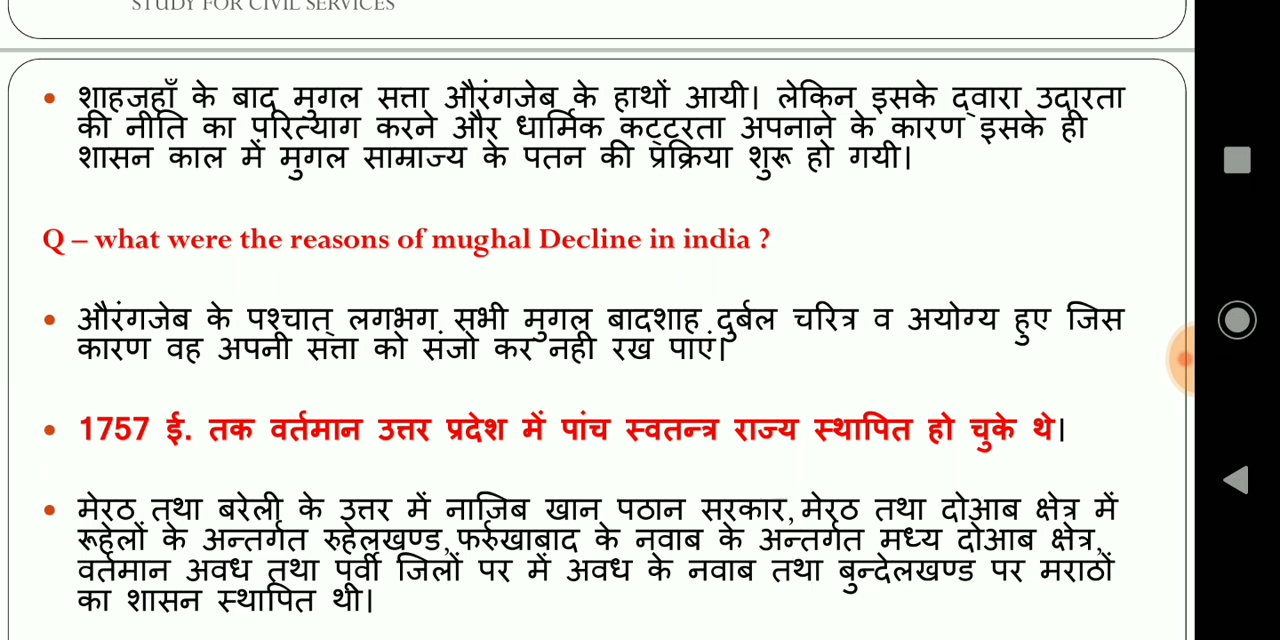 STUDY FOR CIVIL SERVICES
• शाहजहाँ के बाद मुगल सत्ता औरंगजेब के हाथों आयी। लेकिन इसके द्वारा उदारता
की नीति का परित्याग करने और धार्मिक कट्टरता अपनाने के कारण इसके ही
शासन काल में मुगल साम्राज्य के पतन की प्रक्रिया शुरू हो गयी।
Q – what were the reasons of mughal Decline in india ?
• औरंगजेब के पश्चात् लगभग सभी मुगल बादशाह दुर्बल चरित्र व अयोग्य हुए जिस
कारण वह अपनी सत्ता को संजो कर नही रख पाएं।
• 1757 ई. तक वर्तमान उत्तर प्रदेश में पांच स्वतन्त्र राज्य स्थापित हो चुके थे।
• मेरठ तथा बरेली के उत्तर में नाजिब खान पठान सरकार, मेरठ तथा दोआब क्षेत्र में
रूहेलों के अन्तर्गत रुहेलखण्ड, फर्रुखाबाद के नवाब के अन्तर्गत मध्य दोआब क्षेत्र,
वर्तमान अवध तथा पर्वी जिलों पर में अवध के नवाब तथा बुन्देलखण्ड पर मराठों
का शासन स्थापित थी।